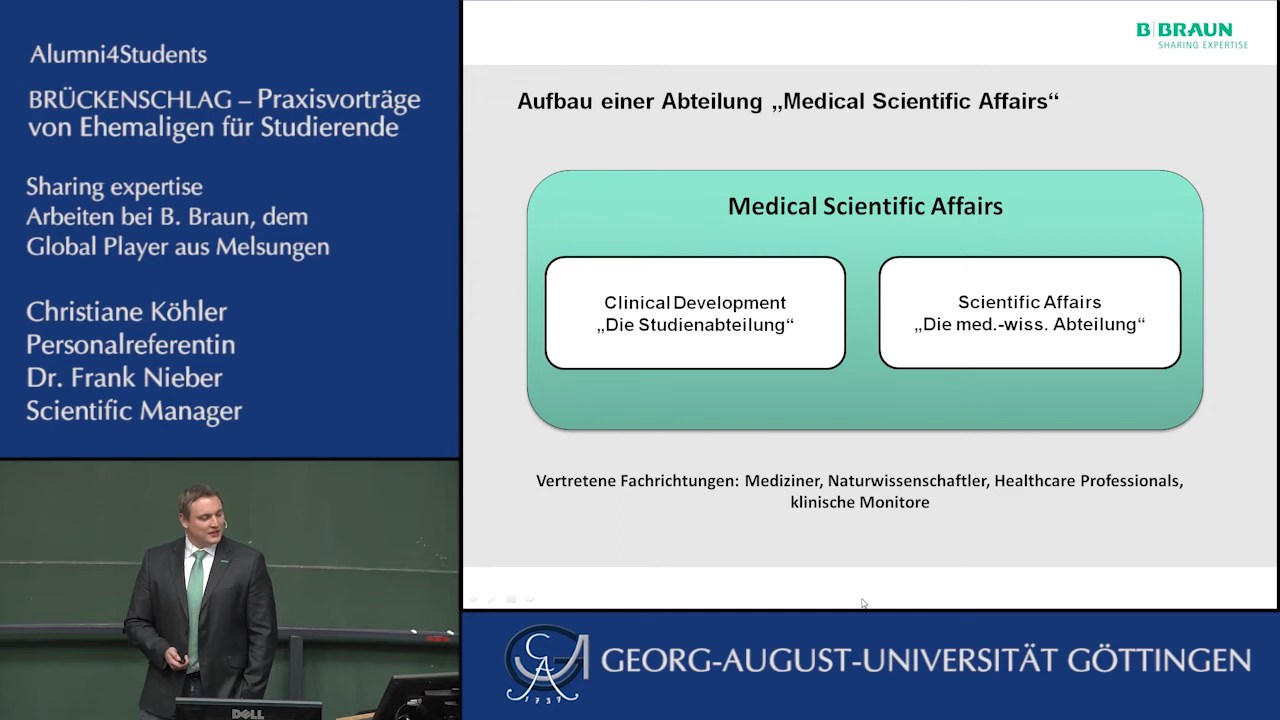 Alumni4Students
BRÜCKENSCHLAG – Praxisvorträge
von Ehemaligen für Studierende
Sharing expertise
Arbeiten bei B. Braun, dem
Global Player aus Melsungen
Christiane Köhler
Personalreferentin
Dr. Frank Nieber
Scientific Manager
B BRAUN
SHARING EXPERTISE
Aufbau einer Abteilung „Medical Scientific Affairs“
Medical Scientific Affairs
Clinical Development
„Die Studienabteilung“
Scientific Affairs
„Die med.-wiss. Abteilung“
Vertretene Fachrichtungen: Mediziner, Naturwissenschaftler, Healthcare Professionals,
klinische Monitore
DELL
GAU
1737
GEORG-AUGUST-UNIVERSITÄT GÖTTINGEN